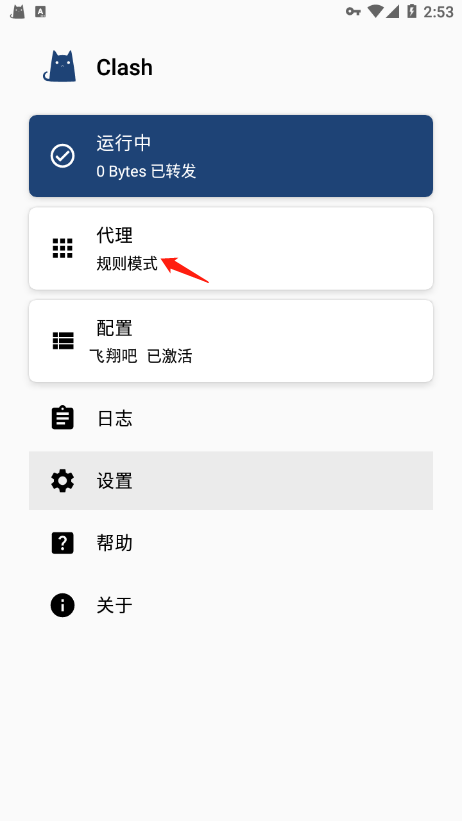 A
2:53
Clash
运行中
0 Bytes 已转发
代理
规则模式
配置
飞翔吧 已激活
日志
设置
帮助
关于